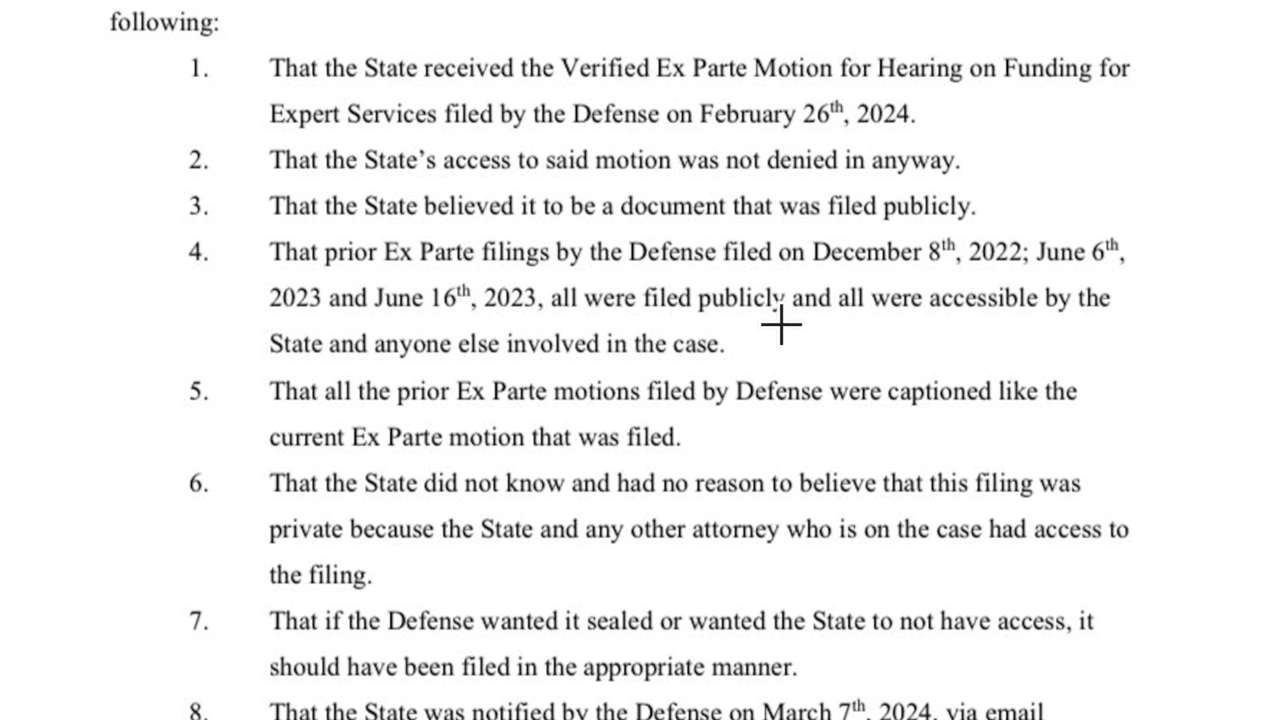 following:
1. That the State received the Verified Ex Parte Motion for Hearing on Funding for
Expert Services filed by the Defense on February 26th, 2024.
2. That the State’s access to said motion was not denied in anyway.
3. That the State believed it to be a document that was filed publicly.
4. That prior Ex Parte filings by the Defense filed on December 8th, 2022; June 6th,
2023 and June 16th, 2023, all were filed publicly and all were accessible by the
State and anyone else involved in the case.
5. That all the prior Ex Parte motions filed by Defense were captioned like the
current Ex Parte motion that was filed.
6. That the State did not know and had no reason to believe that this filing was
private because the State and any other attorney who is on the case had access to
the filing.
7. That if the Defense wanted it sealed or wanted the State to not have access, it
should have been filed in the appropriate manner.
8. That the State was notified by the Defense on March 7th, 2024, via email